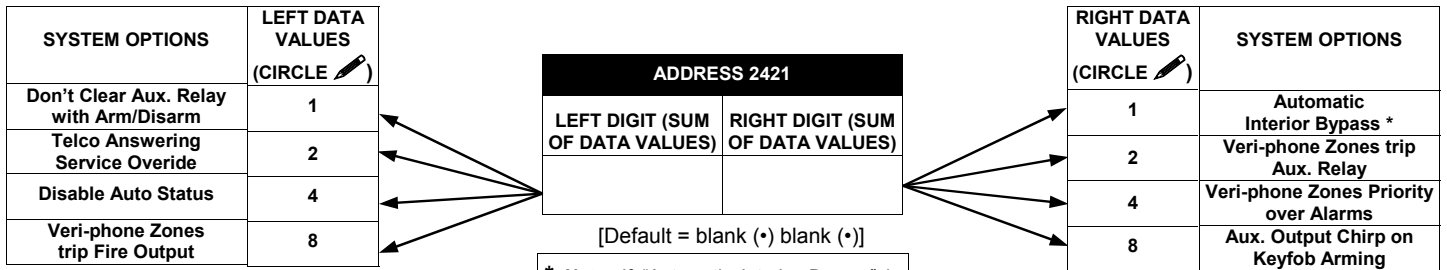 SYSTEM OPTIONS
LEFT DATA
VALUES
(CIRCLE )
Don't Clear Aux. Relay
with Arm/Disarm
1
Telco Answering
Service Overide
2
Disable Auto Status
4
Veri-phone Zones
trip Fire Output
8
ADDRESS 2421
LEFT DIGIT (SUM
OF DATA VALUES)
RIGHT DIGIT (SUM
OF DATA VALUES)
[Default = blank (•) blank (•)]
RIGHT DATA
VALUES
(CIRCLE )
SYSTEM OPTIONS
1
Automatic
Interior Bypass *
2
Veri-phone Zones trip
Aux. Relay
4
Veri-phone Zones Priority
over Alarms
8
Aux. Output Chirp on
Keyfob Arming